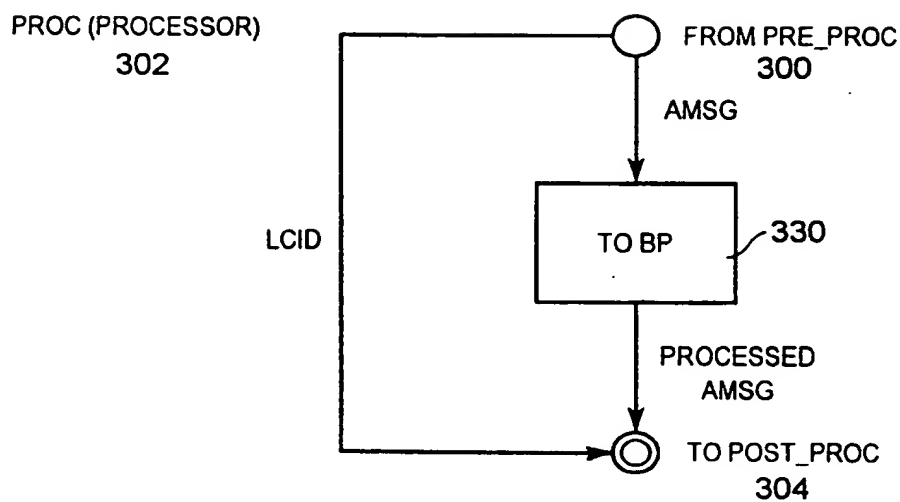 PROC (PROCESSOR)
302
FROM PRE_PROC
300
AMSG
LCID
TO BP
330
PROCESSED
AMSG
TO POST_PROC
304